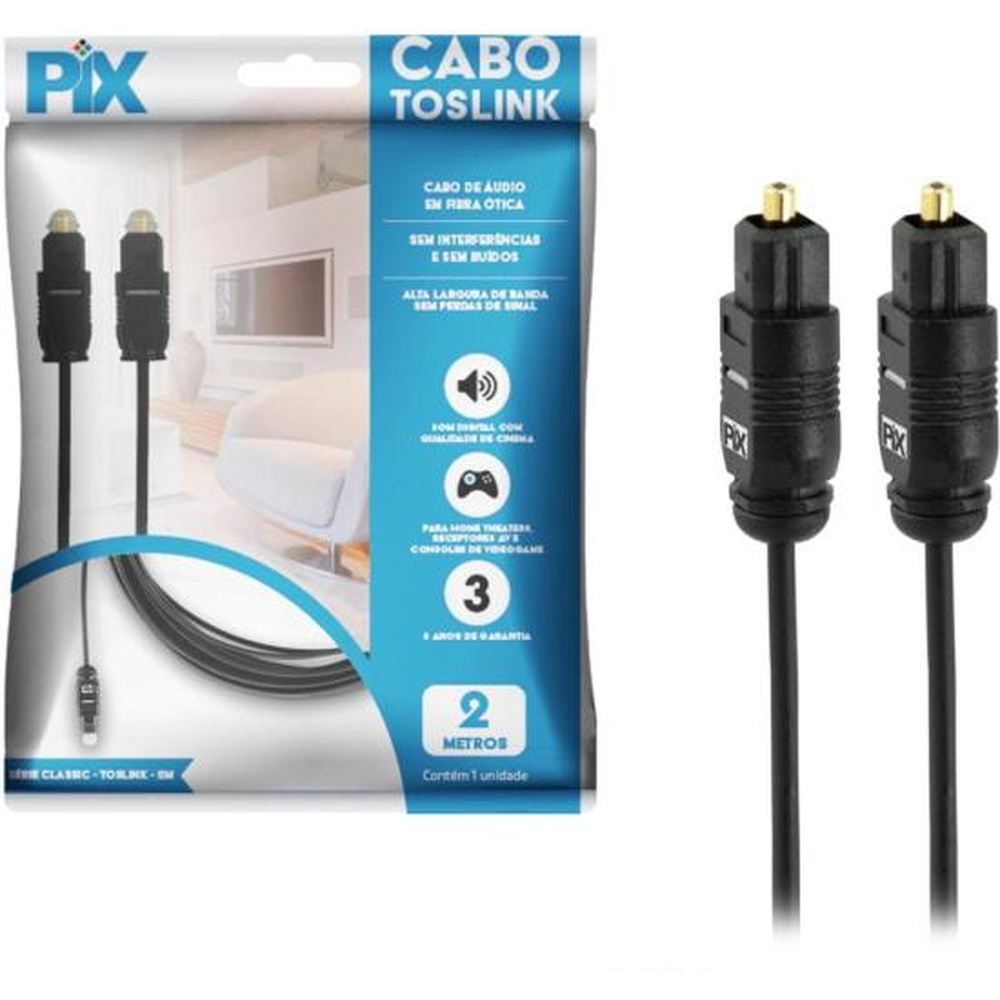 PIX
CABO
TOSLINK
CABO DE ÁUDIO
EM FIBRA ÓTICA
SEM INTERFERÊNCIAS
E SEM RUÍDOS
ALTA LARGURA DE BANDA
SEM PERDAS DE SINAL
SOM DIGITAL COM
QUALIDADE DE CINEMA
PARA HOME THEATERS,
RECEPTORES AV E
CONSOLES DE VIDEOGAME
3
3 ANOS DE GARANTIA
2
METROS
SÉRIE CLASSIC - TOSLINK - 2M
Contém 1 unidade
PIX
PIX